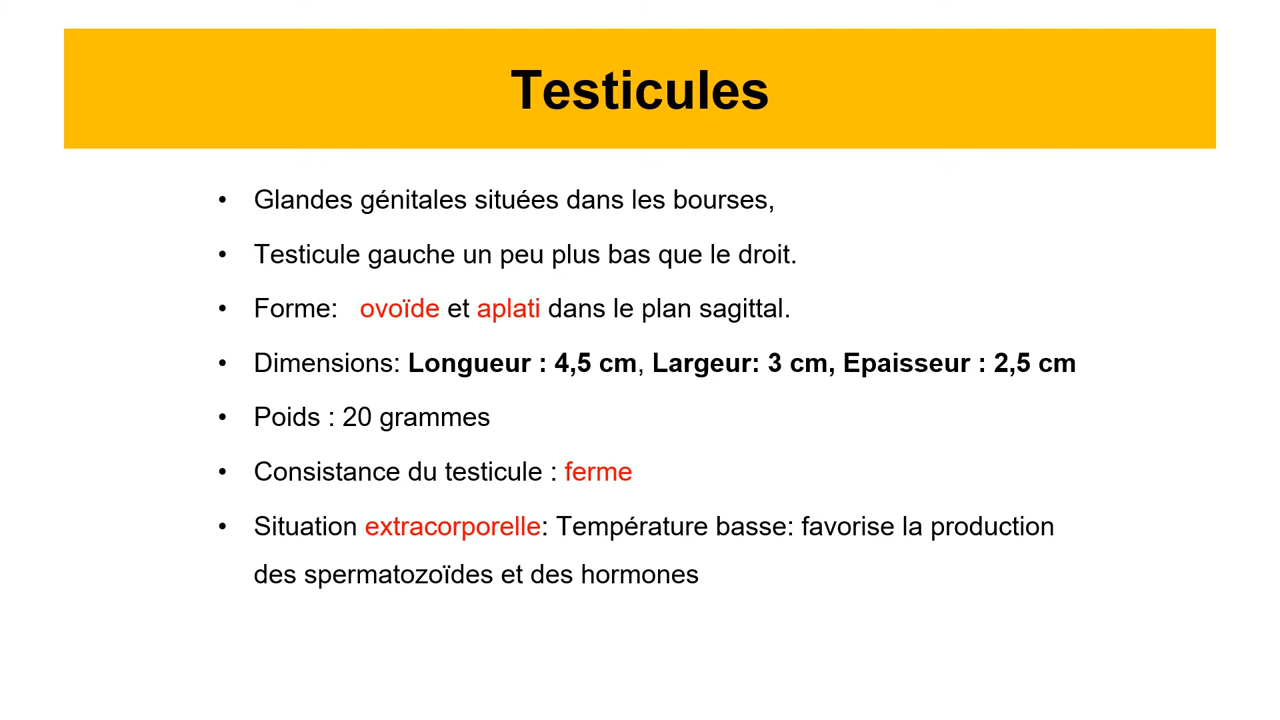 Testicules
• Glandes génitales situées dans les bourses,
• Testicule gauche un peu plus bas que le droit.
• Forme: ovoïde et aplati dans le plan sagittal.
• Dimensions: Longueur : 4,5 cm, Largeur: 3 cm, Epaisseur : 2,5 cm
• Poids : 20 grammes
• Consistance du testicule : ferme
• Situation extracorporelle: Température basse: favorise la production
des spermatozoïdes et des hormones